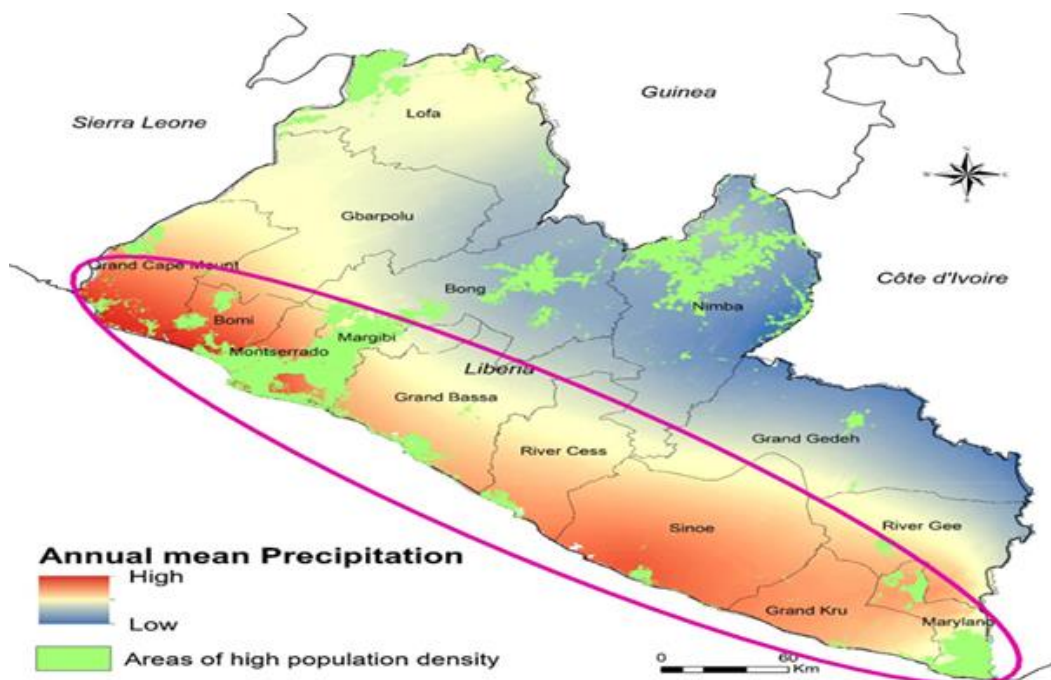 Guinea
Sierra Leone
Lofa
N
W
E
S
Gbarpolu
Grand Cape Mount
Côte d'Ivoire
Bong
Nimba
Bomi
Margibi
Montserrado
Liberia
Grand Bassa
Grand Gedeh
River Cess
Sinoe
River Gee
Annual mean Precipitation
High
Low
Grand Kru
Maryland
Areas of high population density
0 60
Km